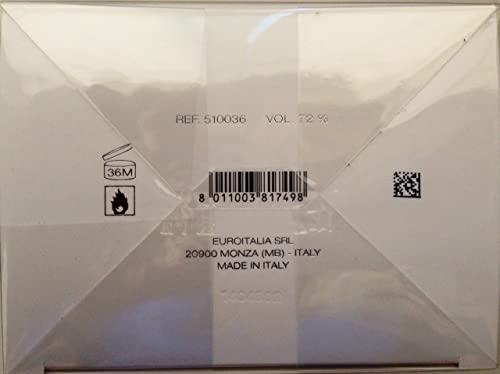 REF. 510036 VOL. 72 %
36M
8 011003 817498
EUROITALIA SRL
20900 MONZA (MB) - ITALY
MADE IN ITALY